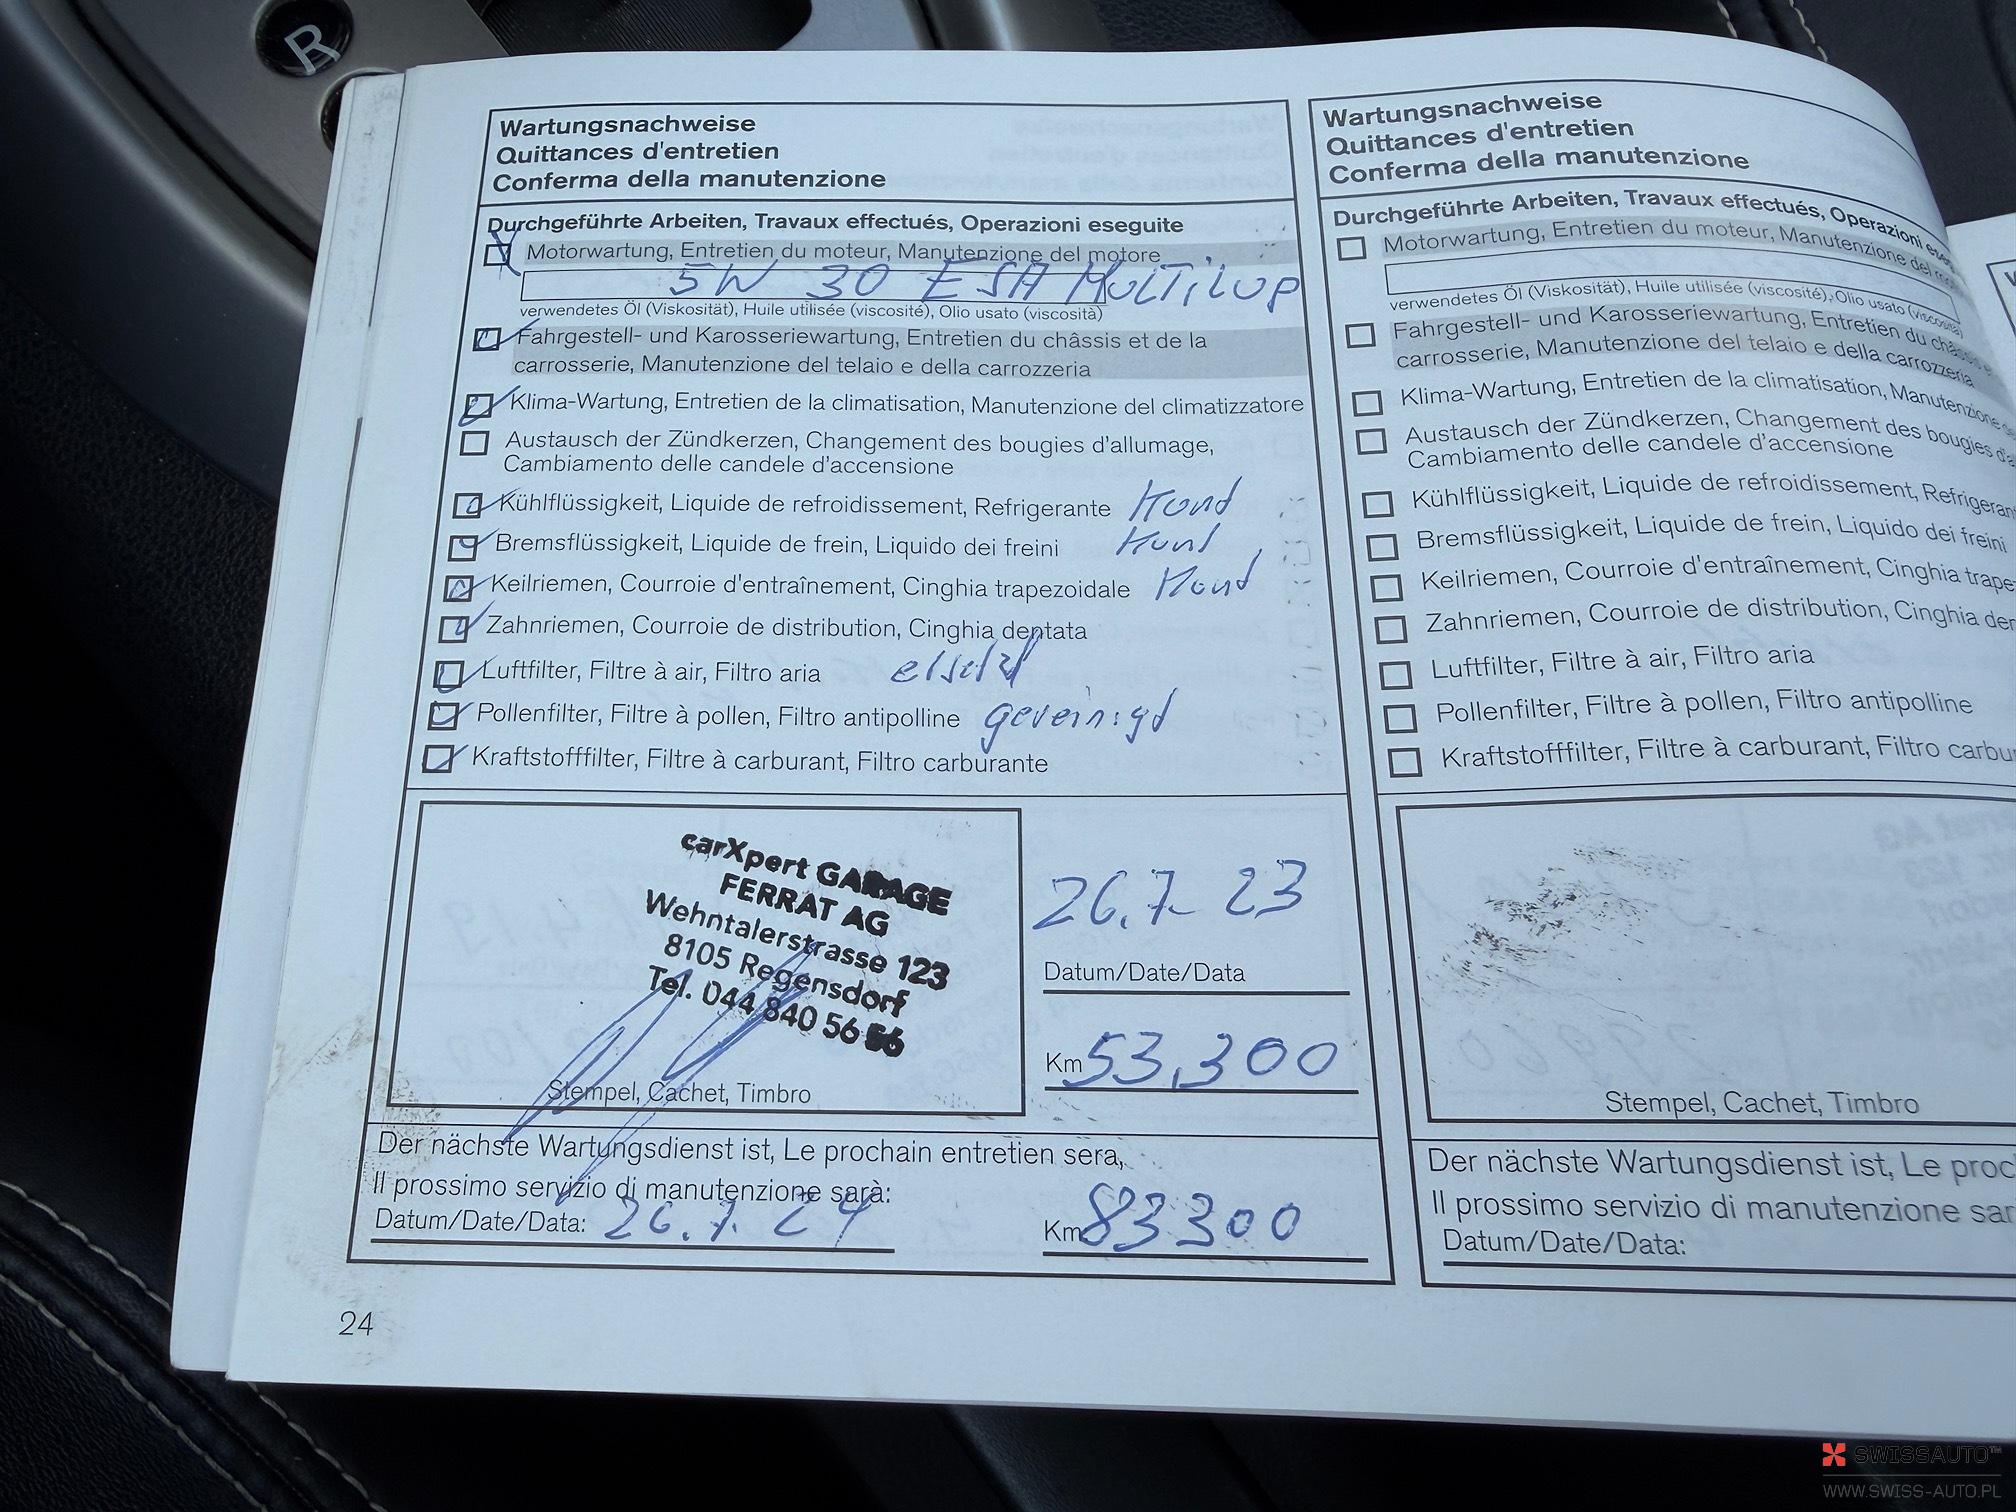 R
Wartungsnachweise
Quittances d'entretien
Conferma della manutenzione
Durchgeführte Arbeiten, Travaux effectués, Operazioni eseguite
Motorwartung, Entretien du moteur, Manutenzione del motore
5W 30 ESA MULTilUP
verwendetes Öl (Viskosität), Huile utilisée (viscosité), Olio usato (viscosità)
Fahrgestell- und Karosseriewartung, Entretien du châssis et de la
carrosserie, Manutenzione del telaio e della carrozzeria
Klima-Wartung, Entretien de la climatisation, Manutenzione del climatizzatore
Austausch der Zündkerzen, Changement des bougies d'allumage,
Cambiamento delle candele d'accensione
Kühlflüssigkeit, Liquide de refroidissement, Refrigerante
Bremsflüssigkeit, Liquide de frein, Liquido dei freini
Keilriemen, Courroie d'entraînement, Cinghia trapezoidale
Zahnriemen, Courroie de distribution, Cinghia dentata
Luftfilter, Filtre à air, Filtro aria
Pollenfilter, Filtre à pollen, Filtro antipolline gereinigt
Kraftstofffilter, Filtre à carburant, Filtro carburante
carXpert GARAGE
FERRAT AG
Wehntalerstrasse 123
8105 Regensdorf
Tel. 044 840 56 56
Stempel, Cachet, Timbro
26.7. 23
Datum/Date/Data
Km 53,300
Der nächste Wartungsdienst ist, Le prochain entretien sera,
Il prossimo servizio di manutenzione sarà:
Datum/Date/Data: 26.7.24
Km 83300
24
Wartungsnachweise
Quittances d'entretien
Conferma della manutenzione
Durchgeführte Arbeiten, Travaux effectués, Operazioni
Motorwartung, Entretien du moteur, Manutenzione del
verwendetes Öl (Viskosität), Huile utilisée (viscosité), Olio usato (viscosità)
Fahrgestell- und Karosseriewartung, Entretien du
carrosserie, Manutenzione del telaio e della carrozzeria
Klima-Wartung, Entretien de la climatisation, Manutenzione
Austausch der Zündkerzen, Changement des bougies
Cambiamento delle candele d'accensione
Kühlflüssigkeit, Liquide de refroidissement, Refrigeran
Bremsflüssigkeit, Liquide de frein, Liquido dei freini
Keilriemen, Courroie d'entraînement, Cinghia trape
Zahnriemen, Courroie de distribution, Cinghia
Luftfilter, Filtre à air, Filtro aria
Pollenfilter, Filtre à pollen, Filtro antipolline
Kraftstofffilter, Filtre à carburant, Filtro carbu
Stempel, Cachet, Timbro
Der nächste Wartungsdienst ist, Le proc
Il prossimo servizio di manutenzione sar
Datum/Date/Data:
SWISSAUTO™
WWW.SWISS-AUTO.PL